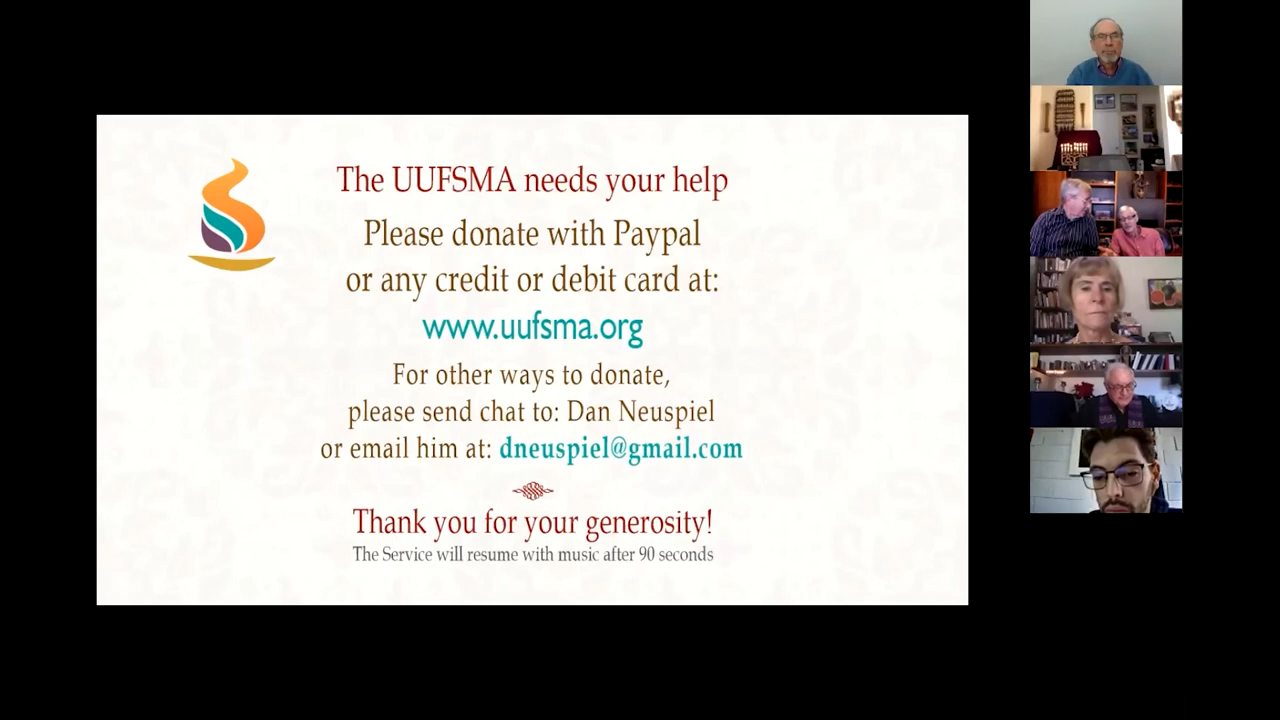 The UUFSMA needs your help
Please donate with Paypal
or any credit or debit card at:
www.uufsma.org
For other ways to donate,
please send chat to: Dan Neuspiel
or email him at: dneuspiel@gmail.com
Thank you for your generosity!
The Service will resume with music after 90 seconds